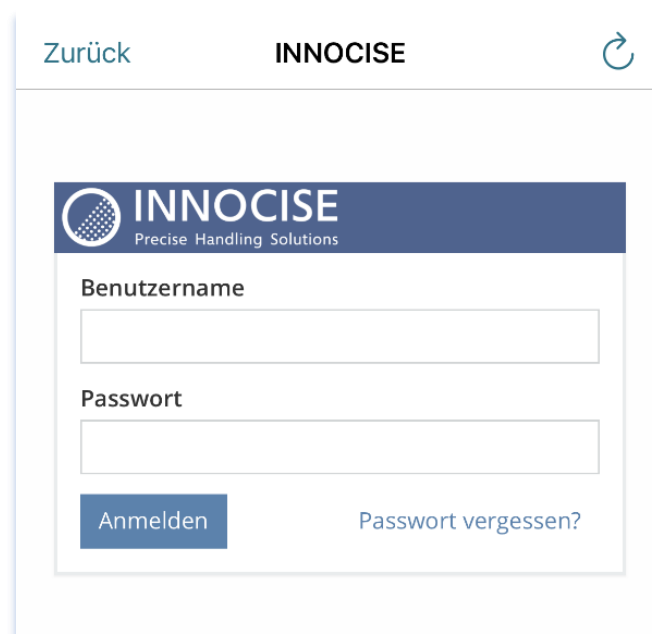 Zurück INNOCISE
INNOCISE
Precise Handling Solutions
Benutzername
Passwort
Anmelden Passwort vergessen?